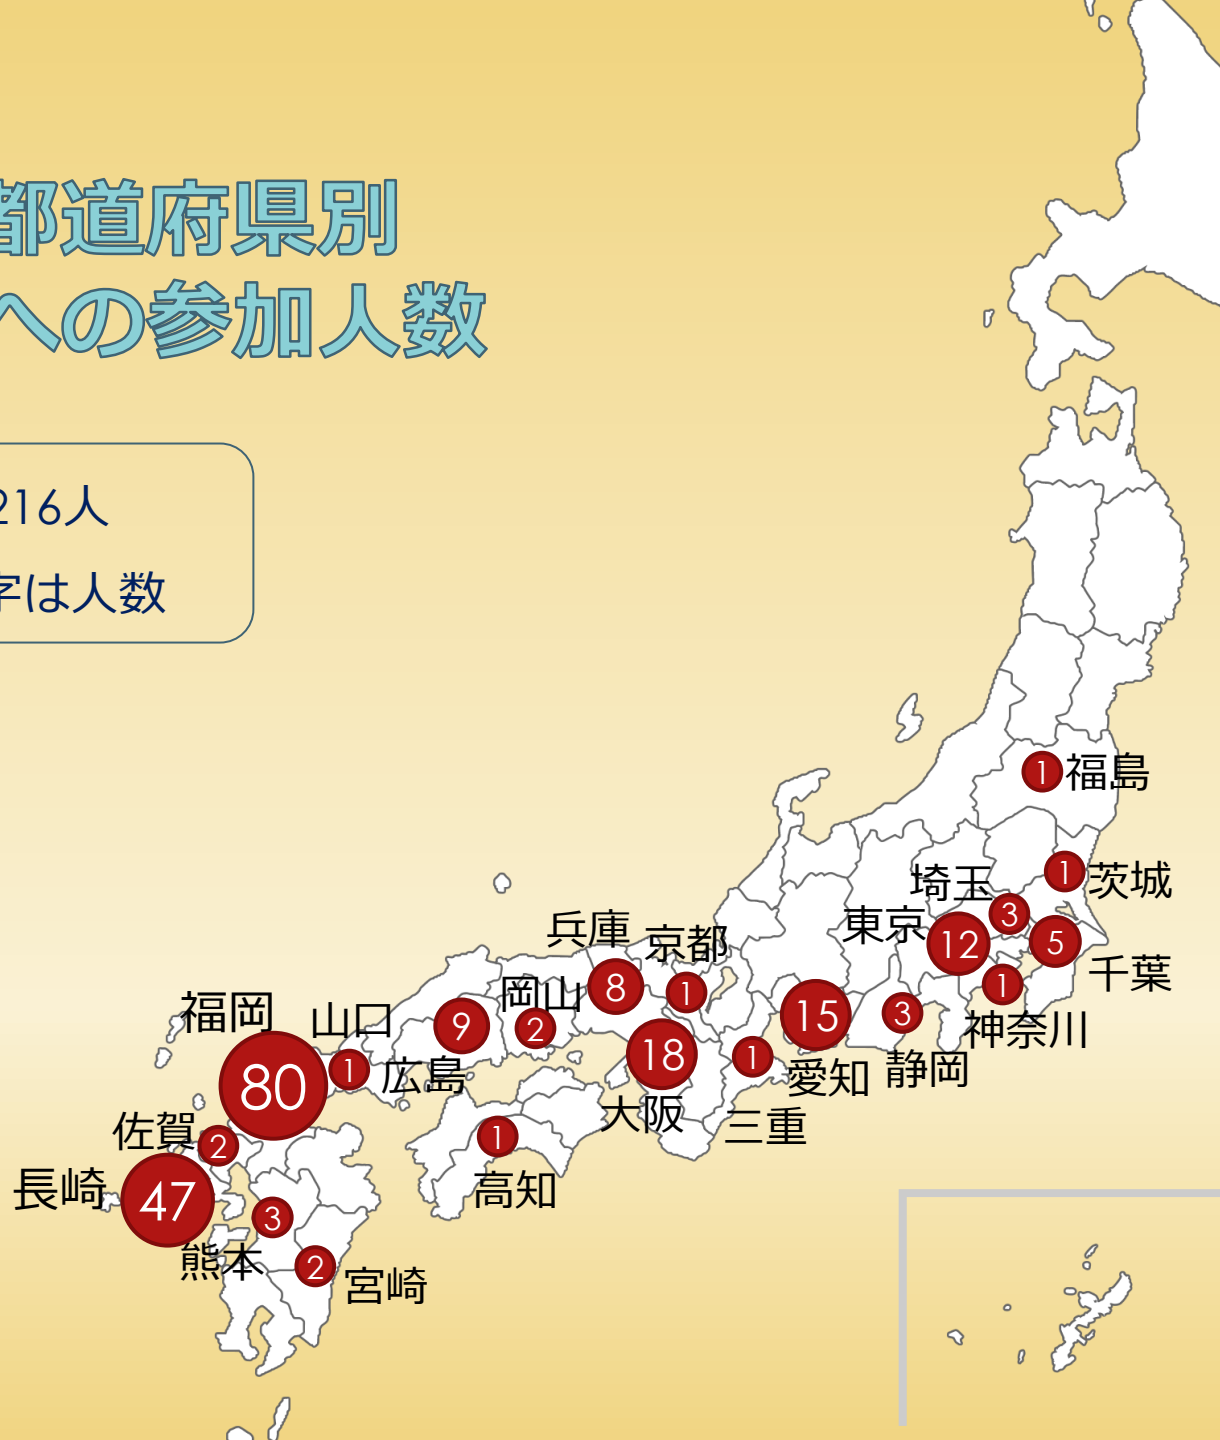 都道府県別
への参加人数
216人
字は人数
1 福島
1 茨城
埼玉 3
東京 12
5 千葉
1 神奈川
3 静岡
15 愛知
1 三重
京都 1
兵庫 8
18 大阪
岡山 2
9 広島
山口 1
1 高知
福岡 80
佐賀 2
長崎 47
3 熊本
2 宮崎